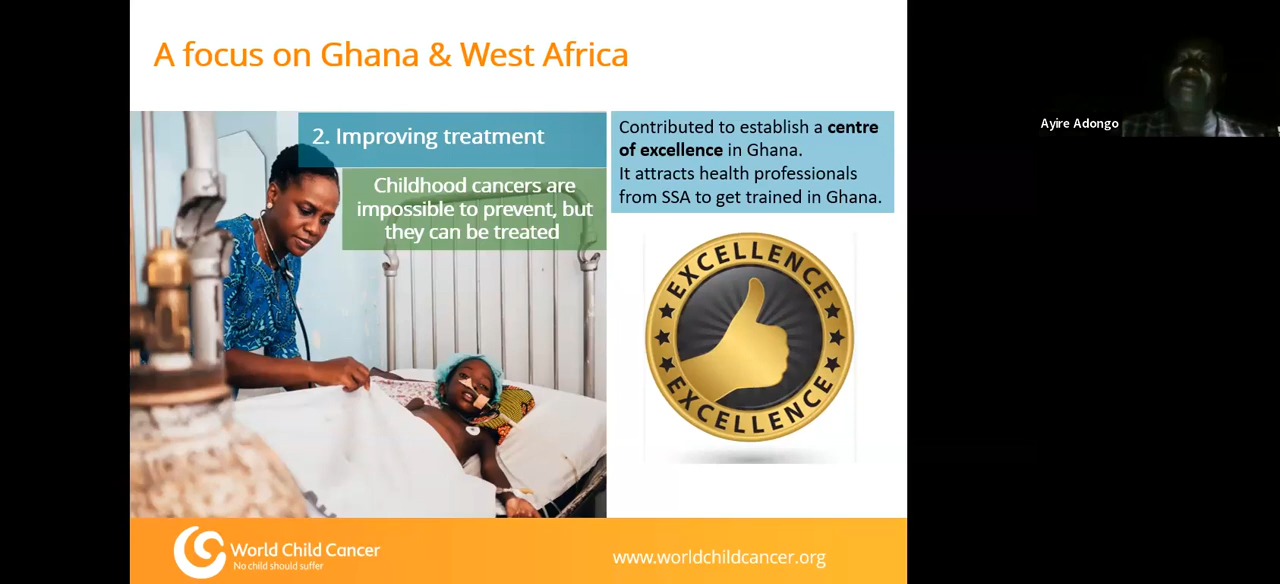 A focus on Ghana & West Africa
2. Improving treatment
Childhood cancers are
impossible to prevent, but
they can be treated
Contributed to establish a centre
of excellence in Ghana.
It attracts health professionals
from SSA to get trained in Ghana.
EXCELLENCE
EXCELLENCE
World Child Cancer
No child should suffer
www.worldchildcancer.org
Ayire Adongo